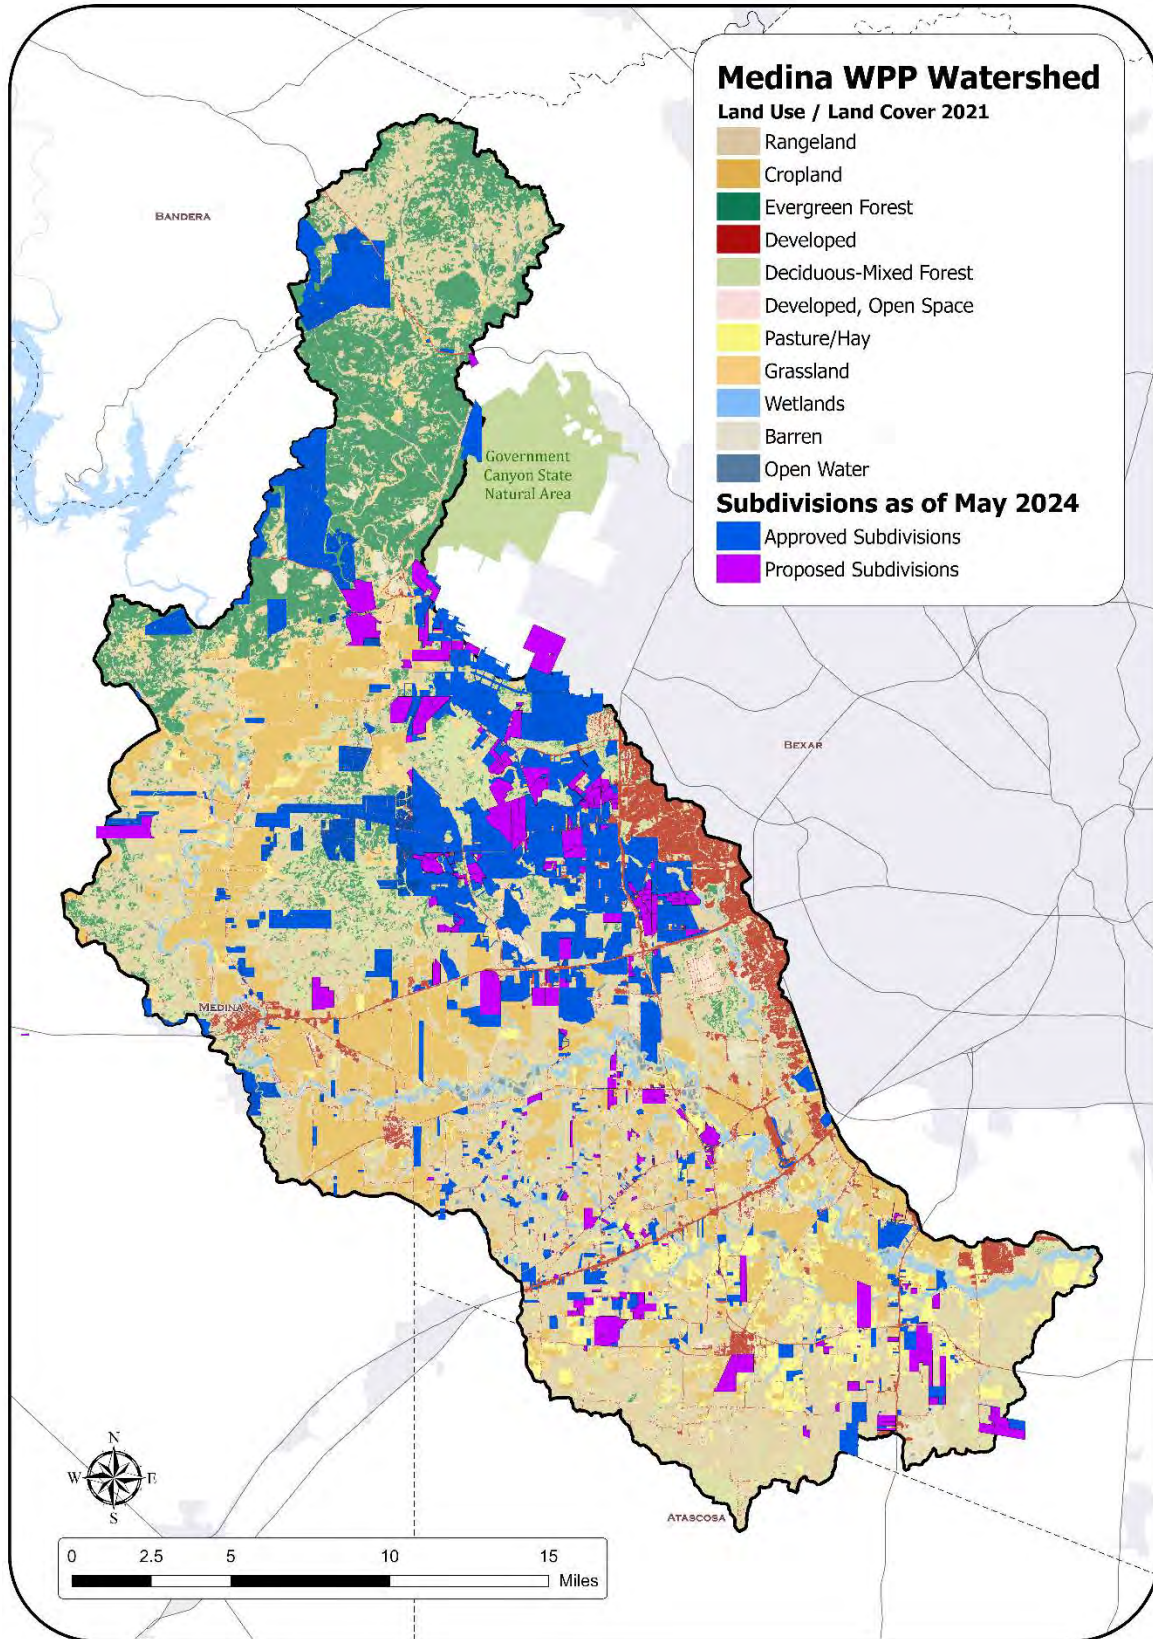 Medina WPP Watershed
Land Use / Land Cover 2021
Rangeland
Cropland
Evergreen Forest
Developed
Deciduous-Mixed Forest
Developed, Open Space
Pasture/Hay
Grassland
Wetlands
Barren
Open Water
Subdivisions as of May 2024
Approved Subdivisions
Proposed Subdivisions
BANDERA
Government
Canyon State
Natural Area
BEXAR
MEDINA
ATASCOSA
N
W E
S
0 2.5 5 10 15
Miles